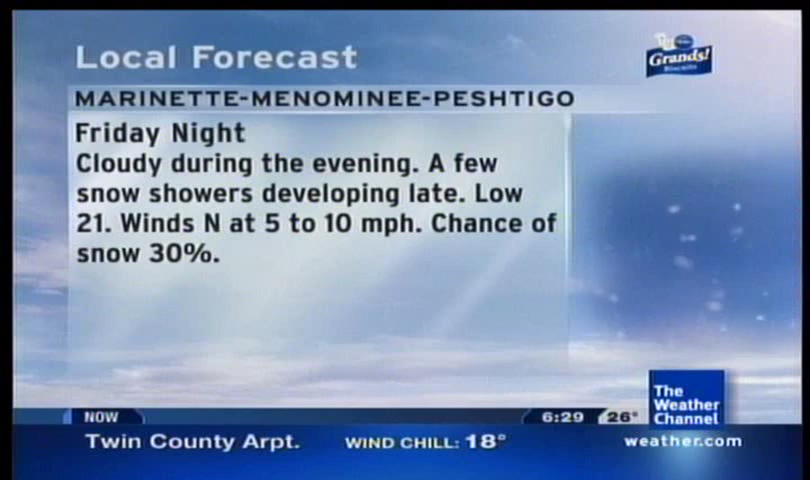 Local Forecast
Grands!
Biscuits
MARINETTE-MENOMINEE-PESHTIGO
Friday Night
Cloudy during the evening. A few
snow showers developing late. Low
21. Winds N at 5 to 10 mph. Chance of
snow 30%.
The
Weather
Channel
NOW
6:29 26°
Twin County Arpt. WIND CHILL: 18°
weather.com